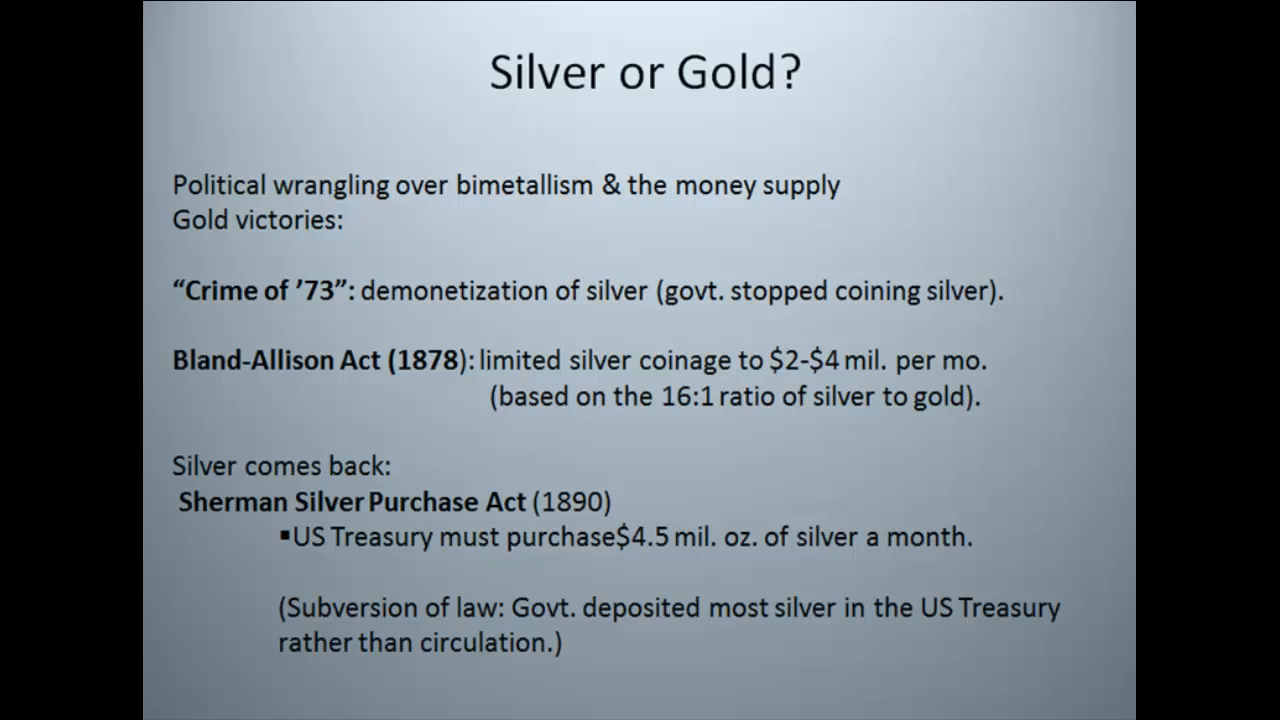 Silver or Gold?
Political wrangling over bimetallism & the money supply
Gold victories:
“Crime of ’73”: demonetization of silver (govt. stopped coining silver).
Bland-Allison Act (1878): limited silver coinage to $2-$4 mil. per mo.
(based on the 16:1 ratio of silver to gold).
Silver comes back:
Sherman Silver Purchase Act (1890)
▪US Treasury must purchase$4.5 mil. oz. of silver a month.
(Subversion of law: Govt. deposited most silver in the US Treasury
rather than circulation.)